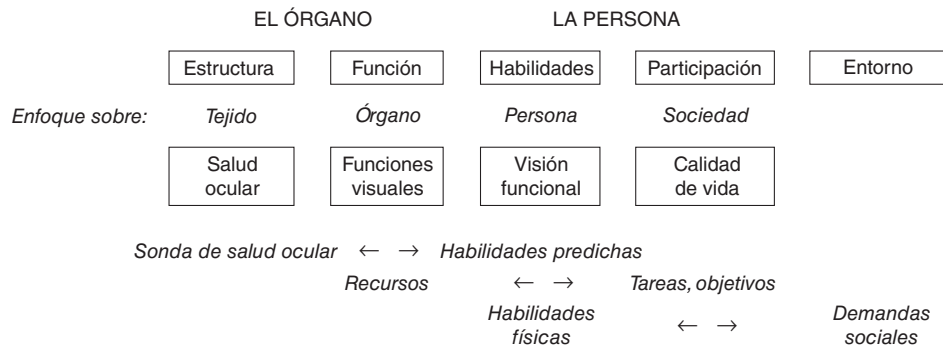 EL ÓRGANO LA PERSONA
Estructura Función Habilidades Participación Entorno
Enfoque sobre: Tejido Órgano Persona Sociedad
Salud Funciones Visión Calidad
ocular visuales funcional de vida
Sonda de salud ocular ← → Habilidades predichas
Recursos ← → Tareas, objetivos
Habilidades Demandas
físicas ← → sociales